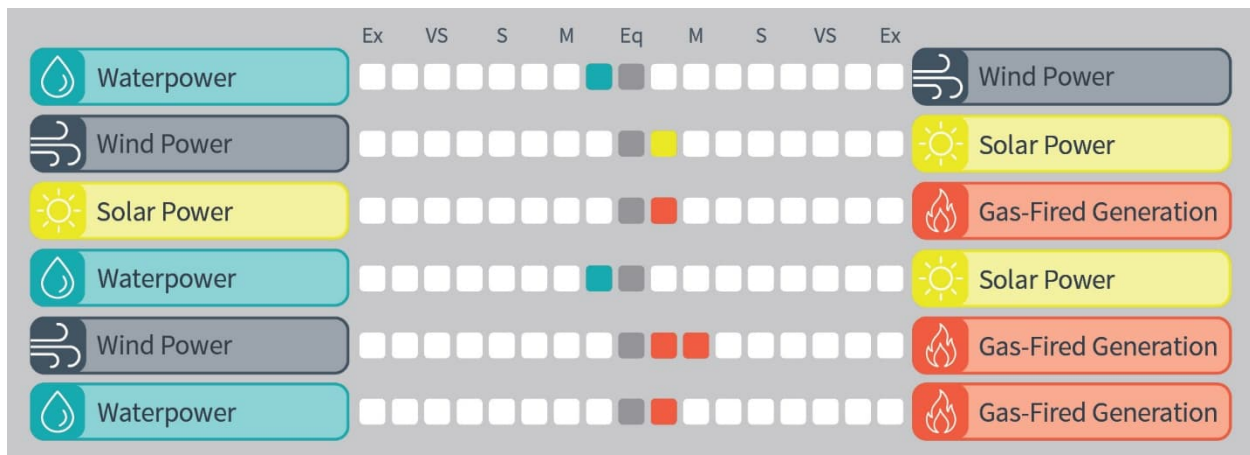 Ex VS S M Eq M S VS Ex
Waterpower Wind Power
Wind Power Solar Power
Solar Power Gas-Fired Generation
Waterpower Solar Power
Wind Power Gas-Fired Generation
Waterpower Gas-Fired Generation